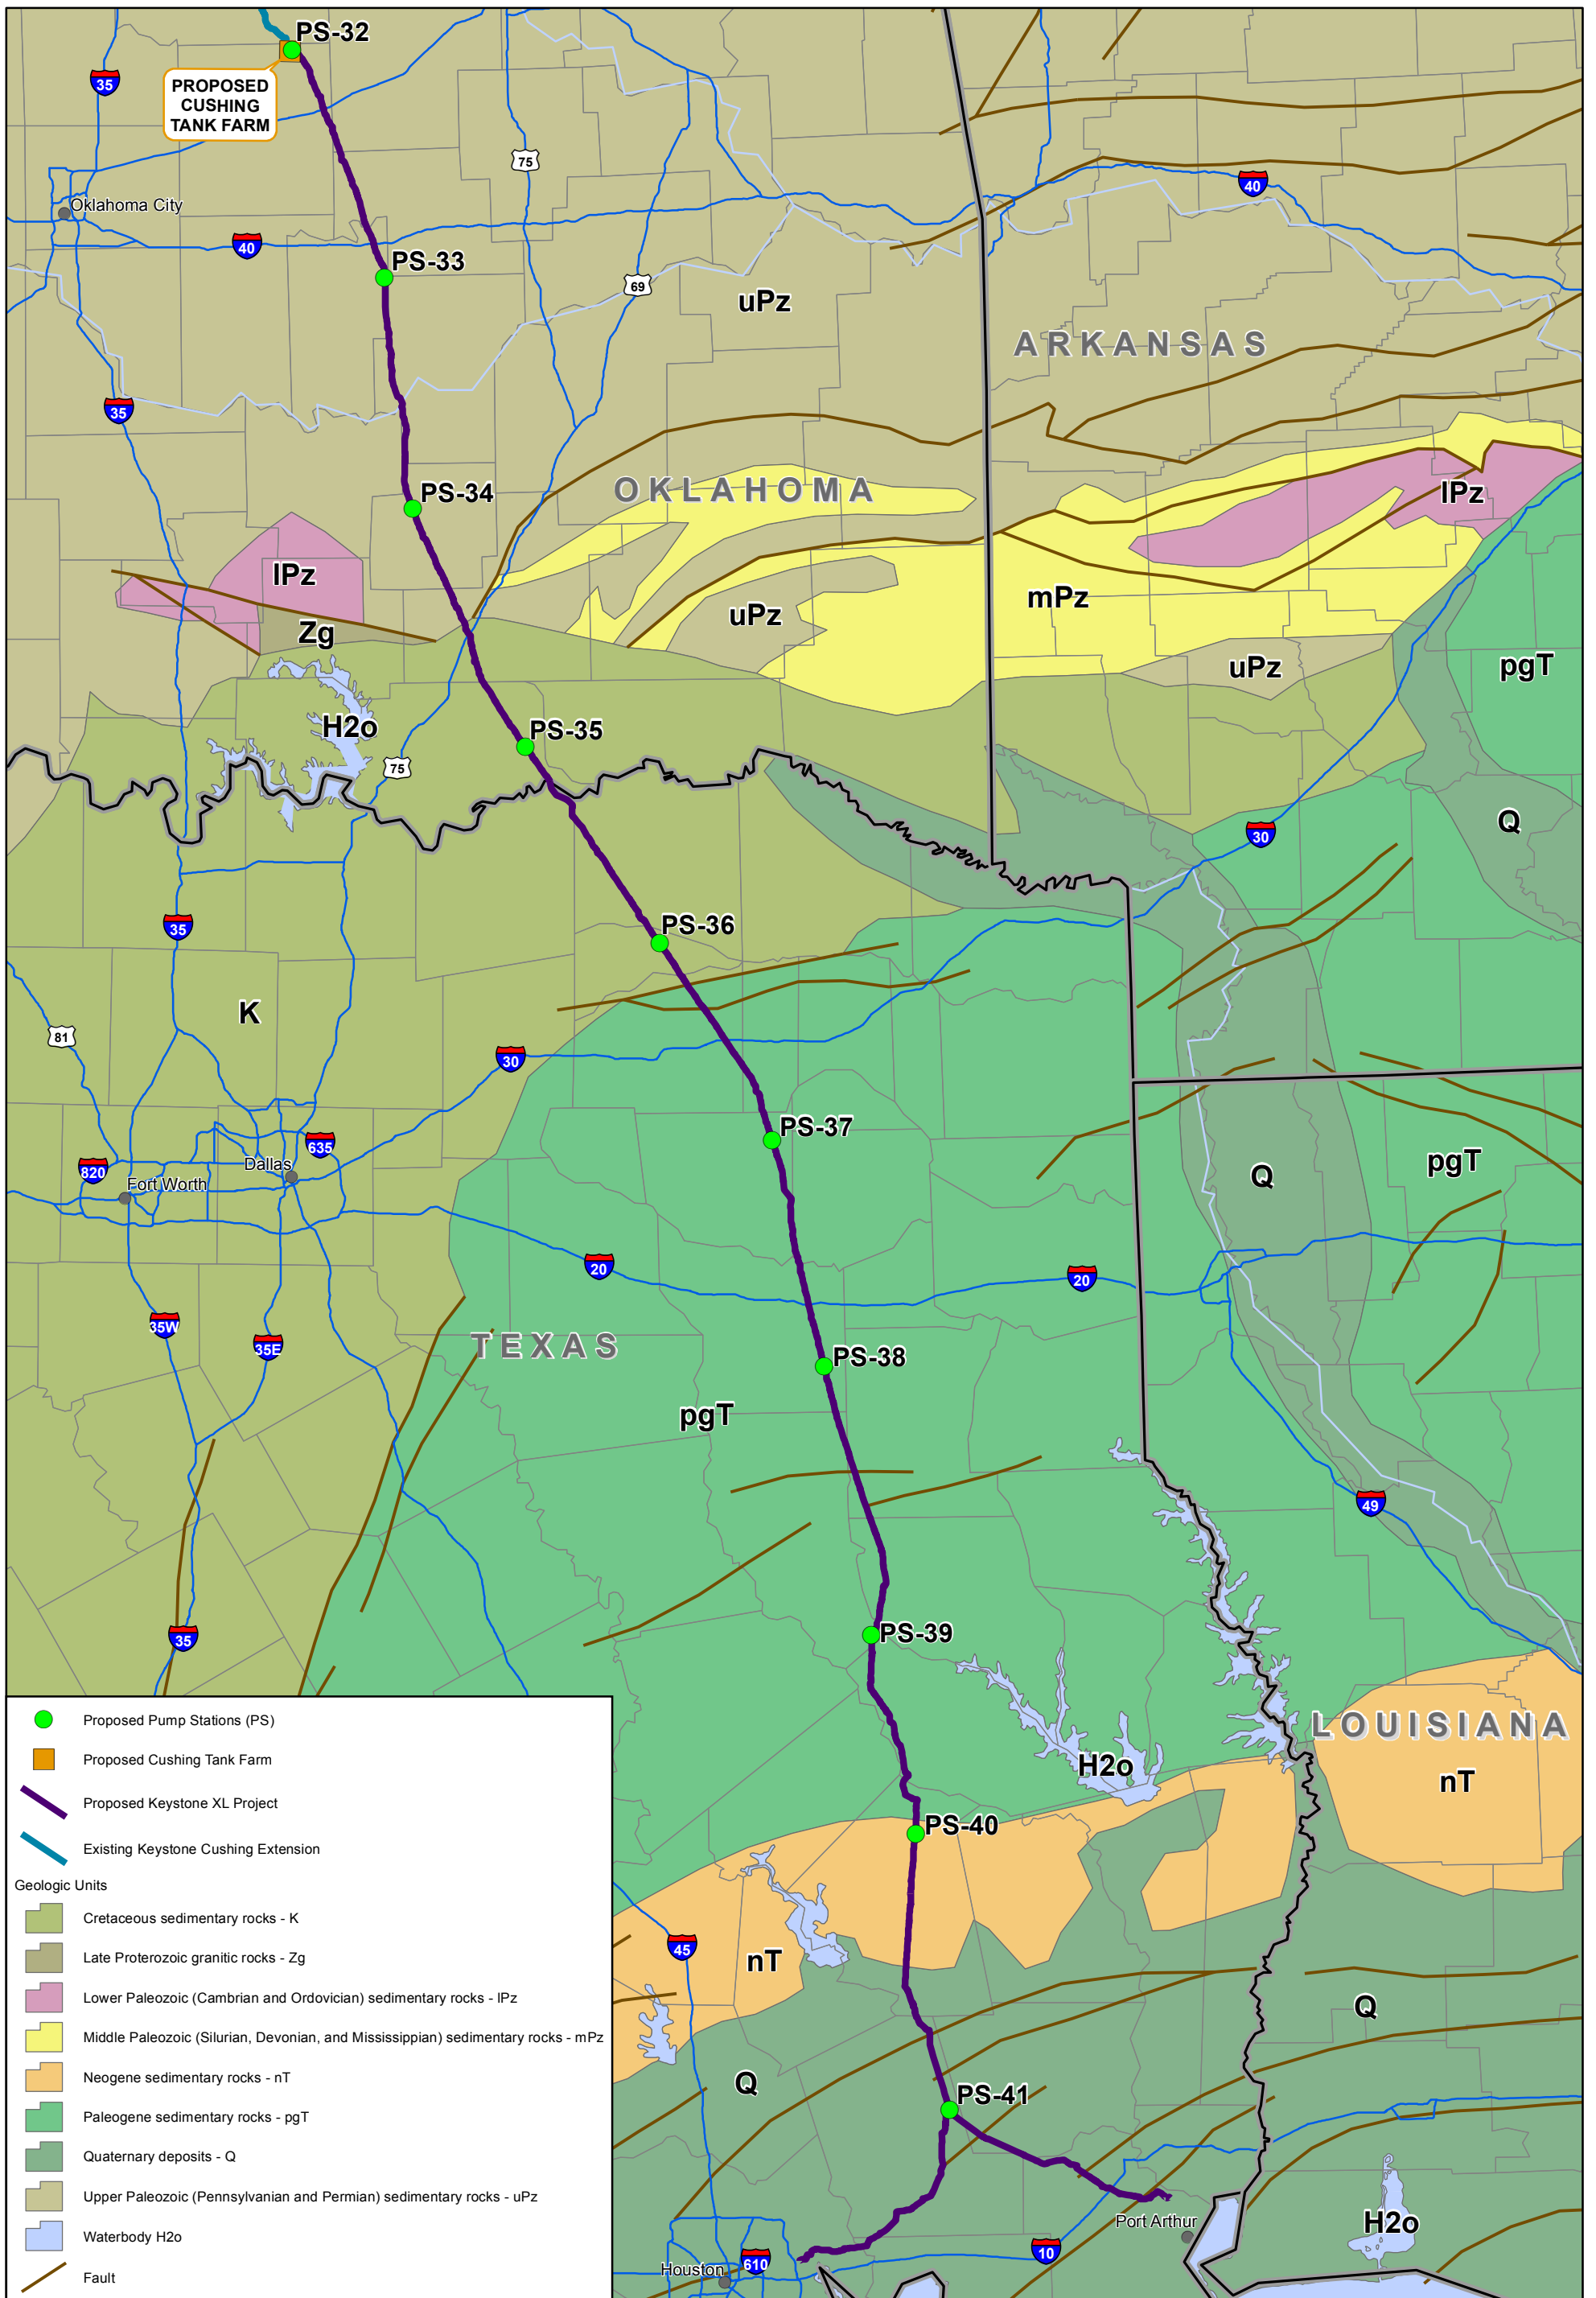 PS-32
35
PROPOSED
CUSHING
TANK FARM
75
40
Oklahoma City
40
PS-33
69
uPz
ARKANSAS
35
OKLAHOMA
PS-34
lPz
lPz
mPz
uPz
Zg
uPz
pgT
H2o
PS-35
75
Q
30
35
PS-36
K
81
30
PS-37
635
Dallas
820
Fort Worth
pgT
Q
20
20
35W
35E
TEXAS
PS-38
pgT
49
35
PS-39
LOUISIANA
H2o
nT
PS-40
45
nT
Q
Q
PS-41
Port Arthur
H2o
10
610
Houston
Proposed Pump Stations (PS)
Proposed Cushing Tank Farm
Proposed Keystone XL Project
Existing Keystone Cushing Extension
Geologic Units
Cretaceous sedimentary rocks - K
Late Proterozoic granitic rocks - Zg
Lower Paleozoic (Cambrian and Ordovician) sedimentary rocks - lPz
Middle Paleozoic (Silurian, Devonian, and Mississippian) sedimentary rocks - mPz
Neogene sedimentary rocks - nT
Paleogene sedimentary rocks - pgT
Quaternary deposits - Q
Upper Paleozoic (Pennsylvanian and Permian) sedimentary rocks - uPz
Waterbody H2o
Fault